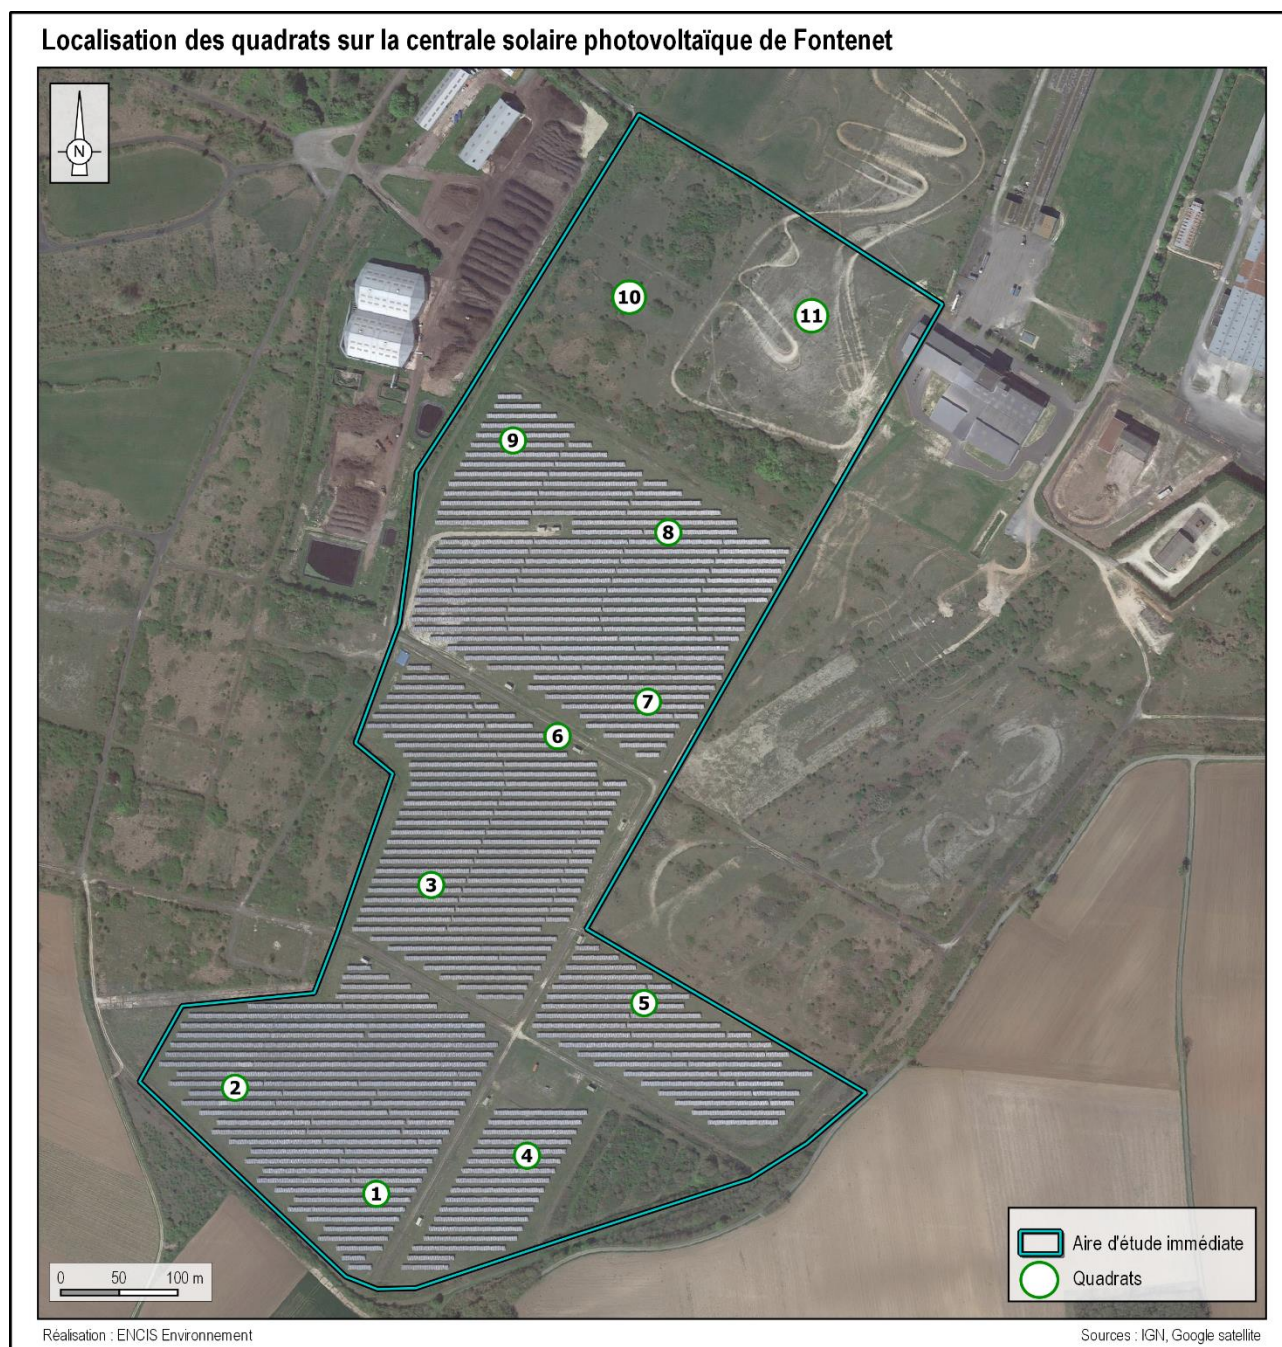 Localisation des quadrats sur la centrale solaire photovoltaïque de Fontenet
N
10
11
9
8
7
6
3
5
2
4
1
Aire d'étude immédiate
Quadrats
0 50 100 m
Réalisation : ENCIS Environnement
Sources : IGN, Google satellite